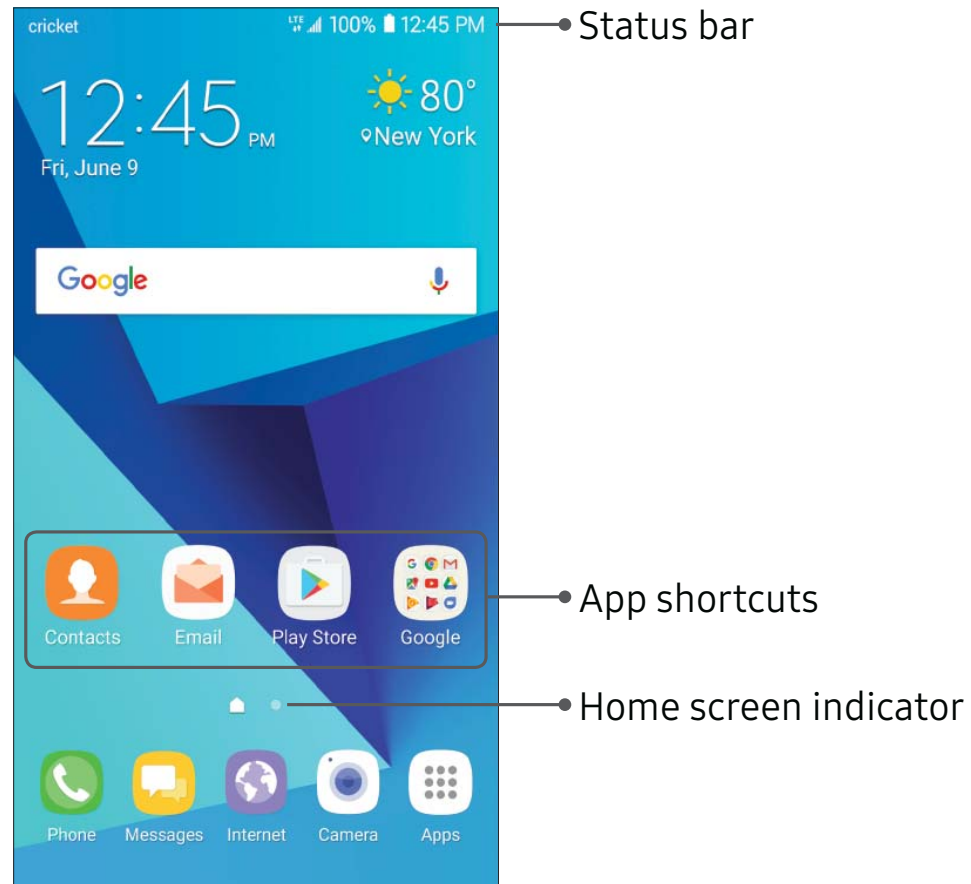 cricket LTE 100% 12:45 PM
Status bar
12:45 PM
80°
New York
Fri, June 9
Google
Contacts Email Play Store Google
App shortcuts
Home screen indicator
Phone Messages Internet Camera Apps